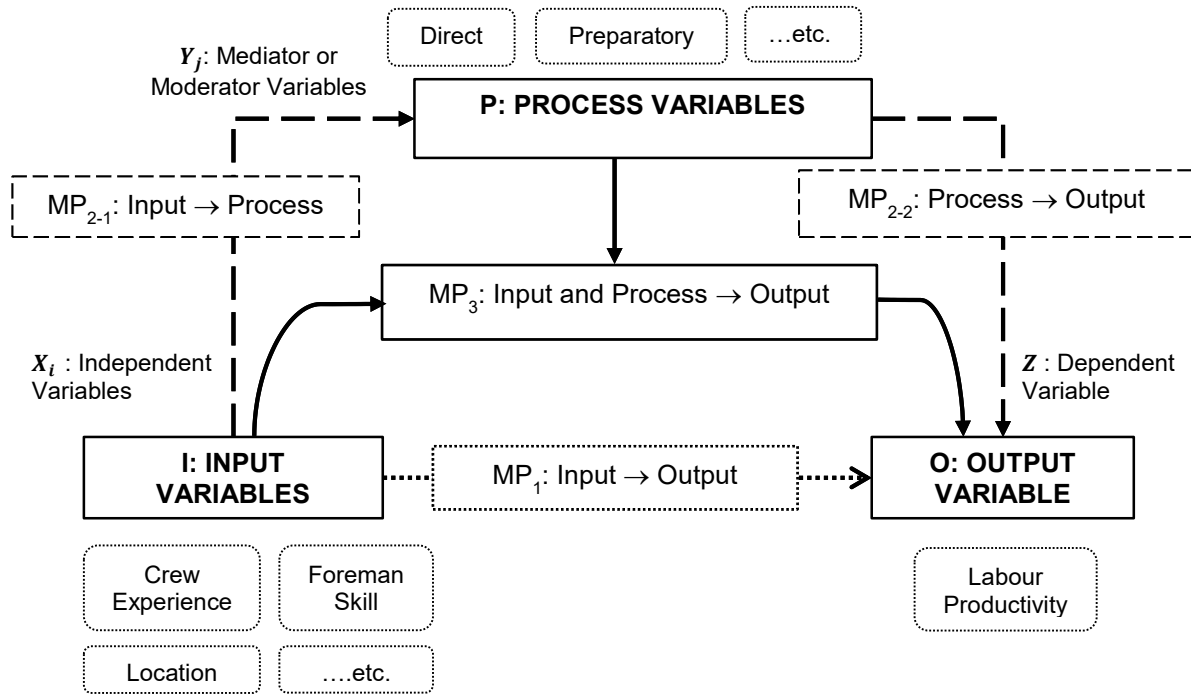 Direct
Preparatory
…etc.
Yⱼ: Mediator or
Moderator Variables
P: PROCESS VARIABLES
MP₂₋₁: Input → Process
MP₂₋₂: Process → Output
MP₃: Input and Process → Output
Xᵢ : Independent
Variables
Z : Dependent
Variable
I: INPUT
VARIABLES
MP₁: Input → Output
O: OUTPUT
VARIABLE
Crew
Experience
Foreman
Skill
Labour
Productivity
Location
….etc.